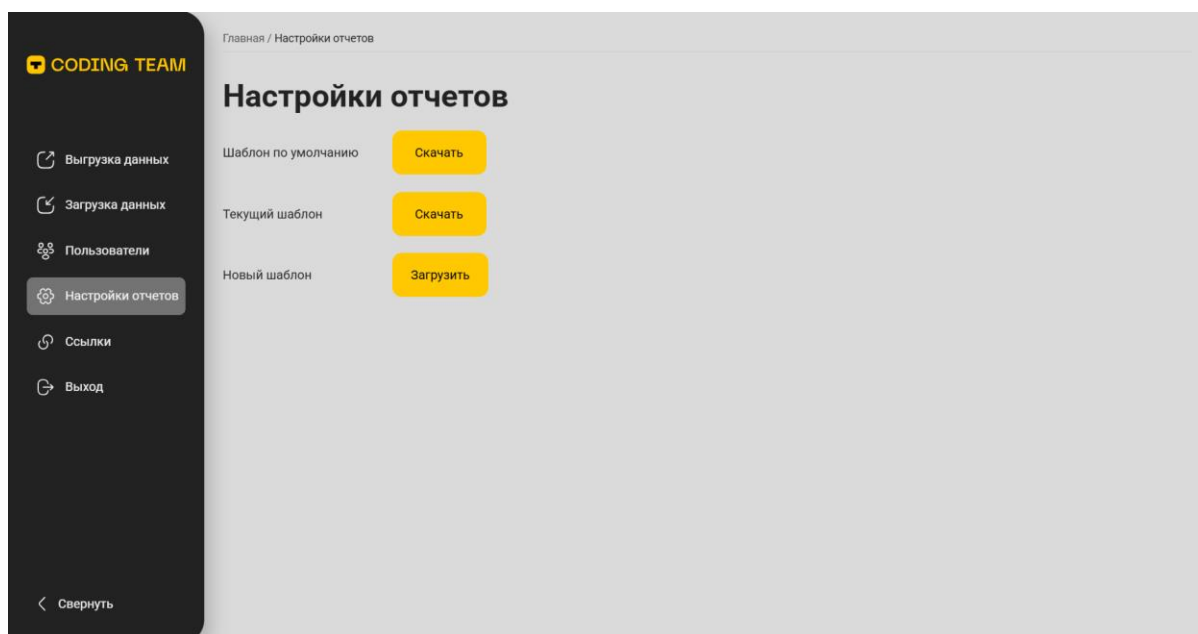 CODING TEAM
Выгрузка данных
Загрузка данных
Пользователи
Настройки отчетов
Ссылки
Выход
Свернуть
Главная / Настройки отчетов
Настройки отчетов
Шаблон по умолчанию Скачать
Текущий шаблон Скачать
Новый шаблон Загрузить